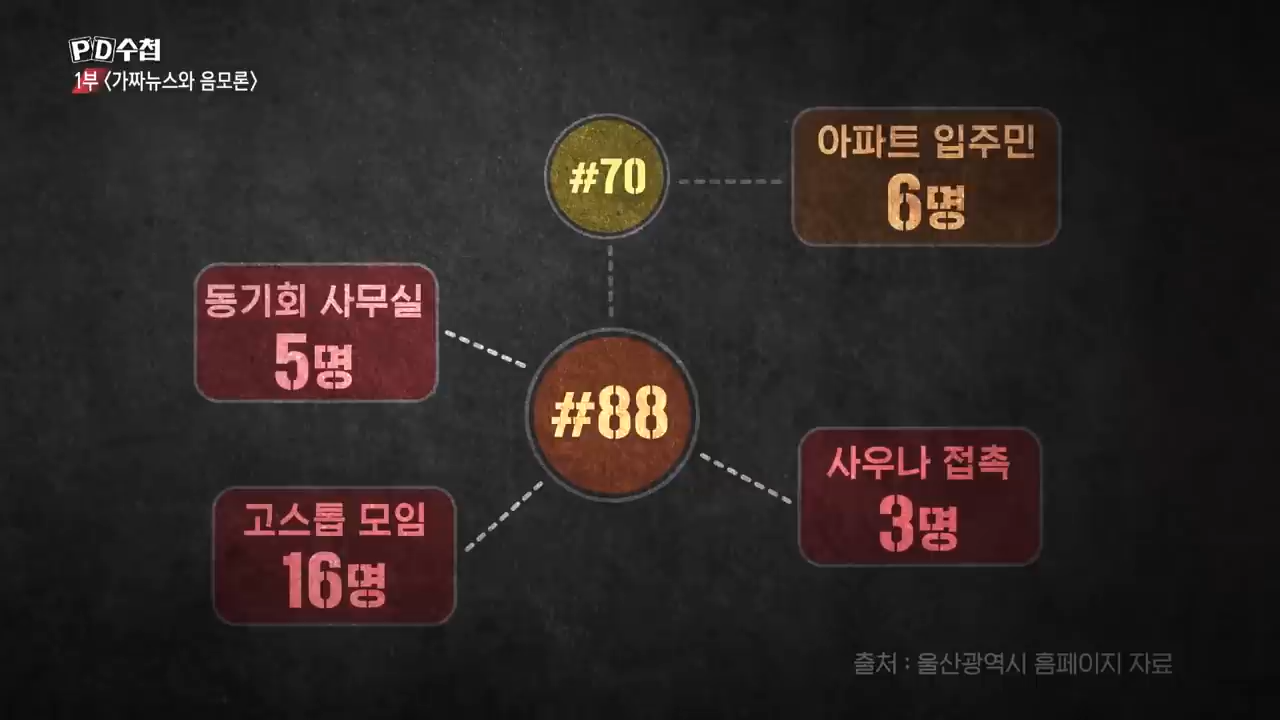 PD수첩
1부 〈가짜뉴스와 음모론〉
#70
아파트 입주민
6명
동기회 사무실
5명
#88
사우나 접촉
3명
고스톱 모임
16명
출처 : 울산광역시 홈페이지 자료